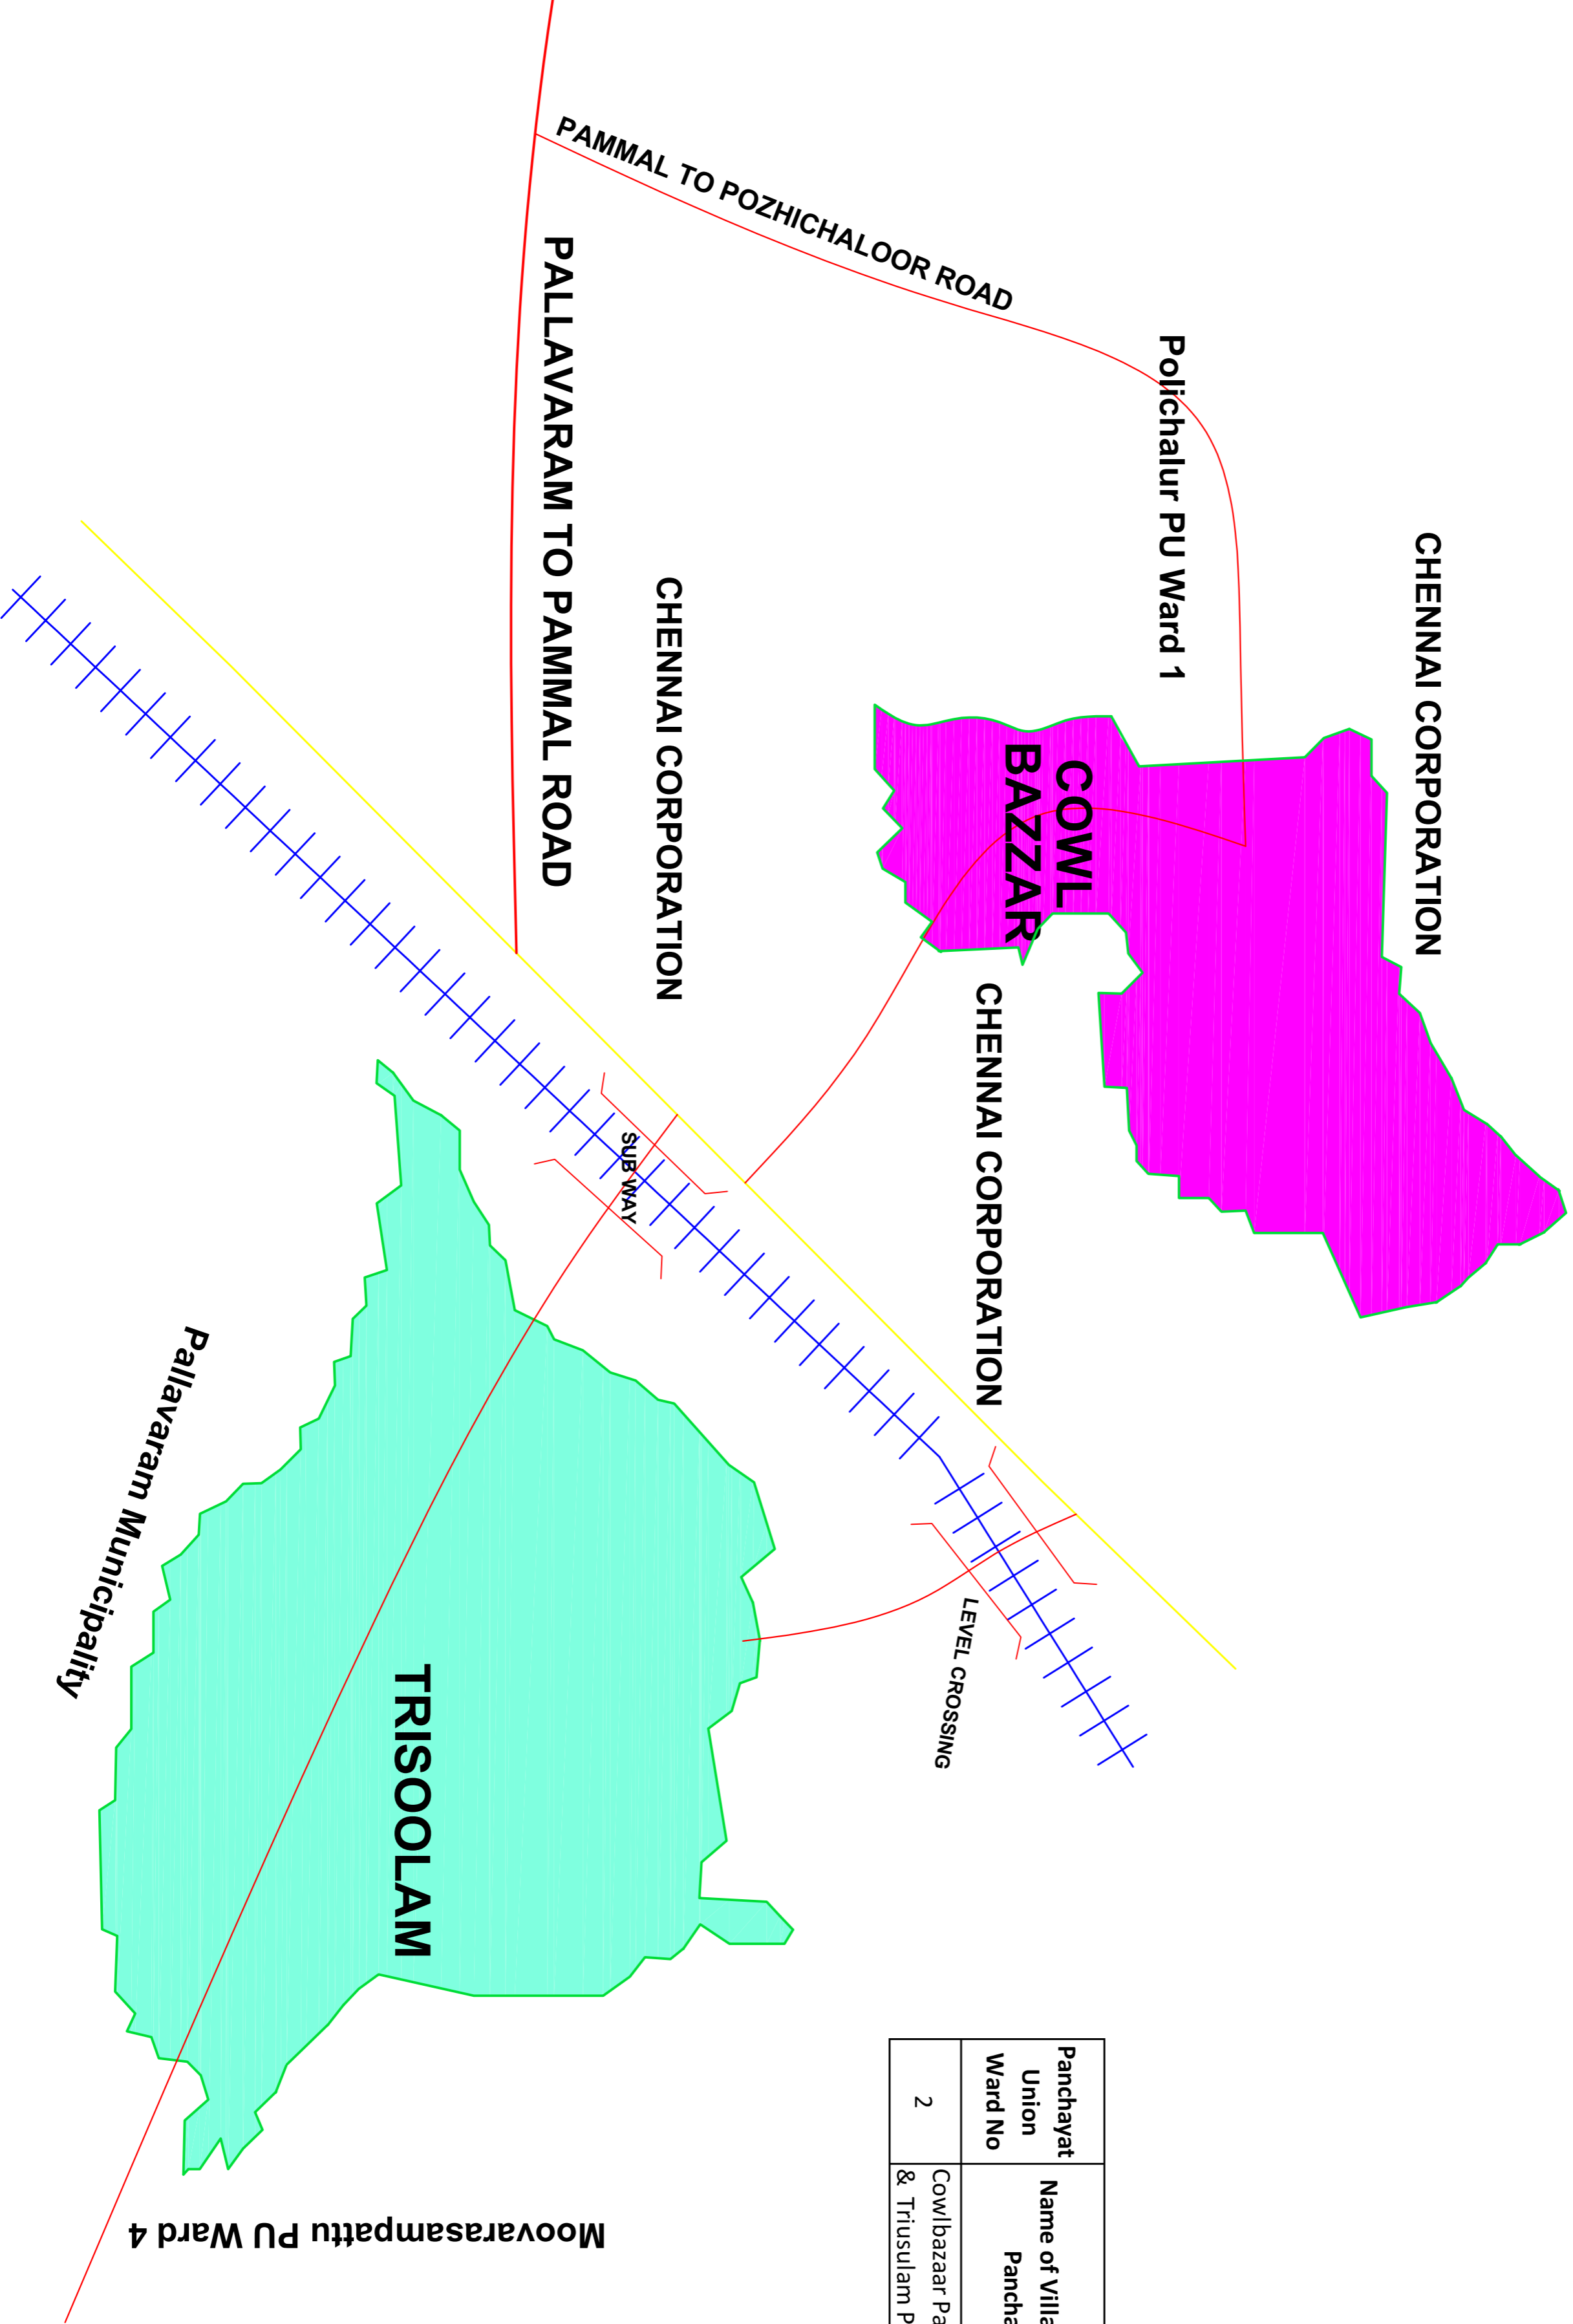 CHENNAI CORPORATION
Polichalur PU Ward 1
PAMMAL TO POZHICHALOOR ROAD
COWL
BAZZAR
CHENNAI CORPORATION
CHENNAI CORPORATION
PALLAVARAM TO PAMMAL ROAD
SUB WAY
LEVEL CROSSING
TRISOOLAM
Pallavaram Municipality
Moovarasampattu PU Ward 4
Panchayat
Union
Ward No
Name of Villa
Pancha
2
Cowlbazaar Pa
& Triusulam P